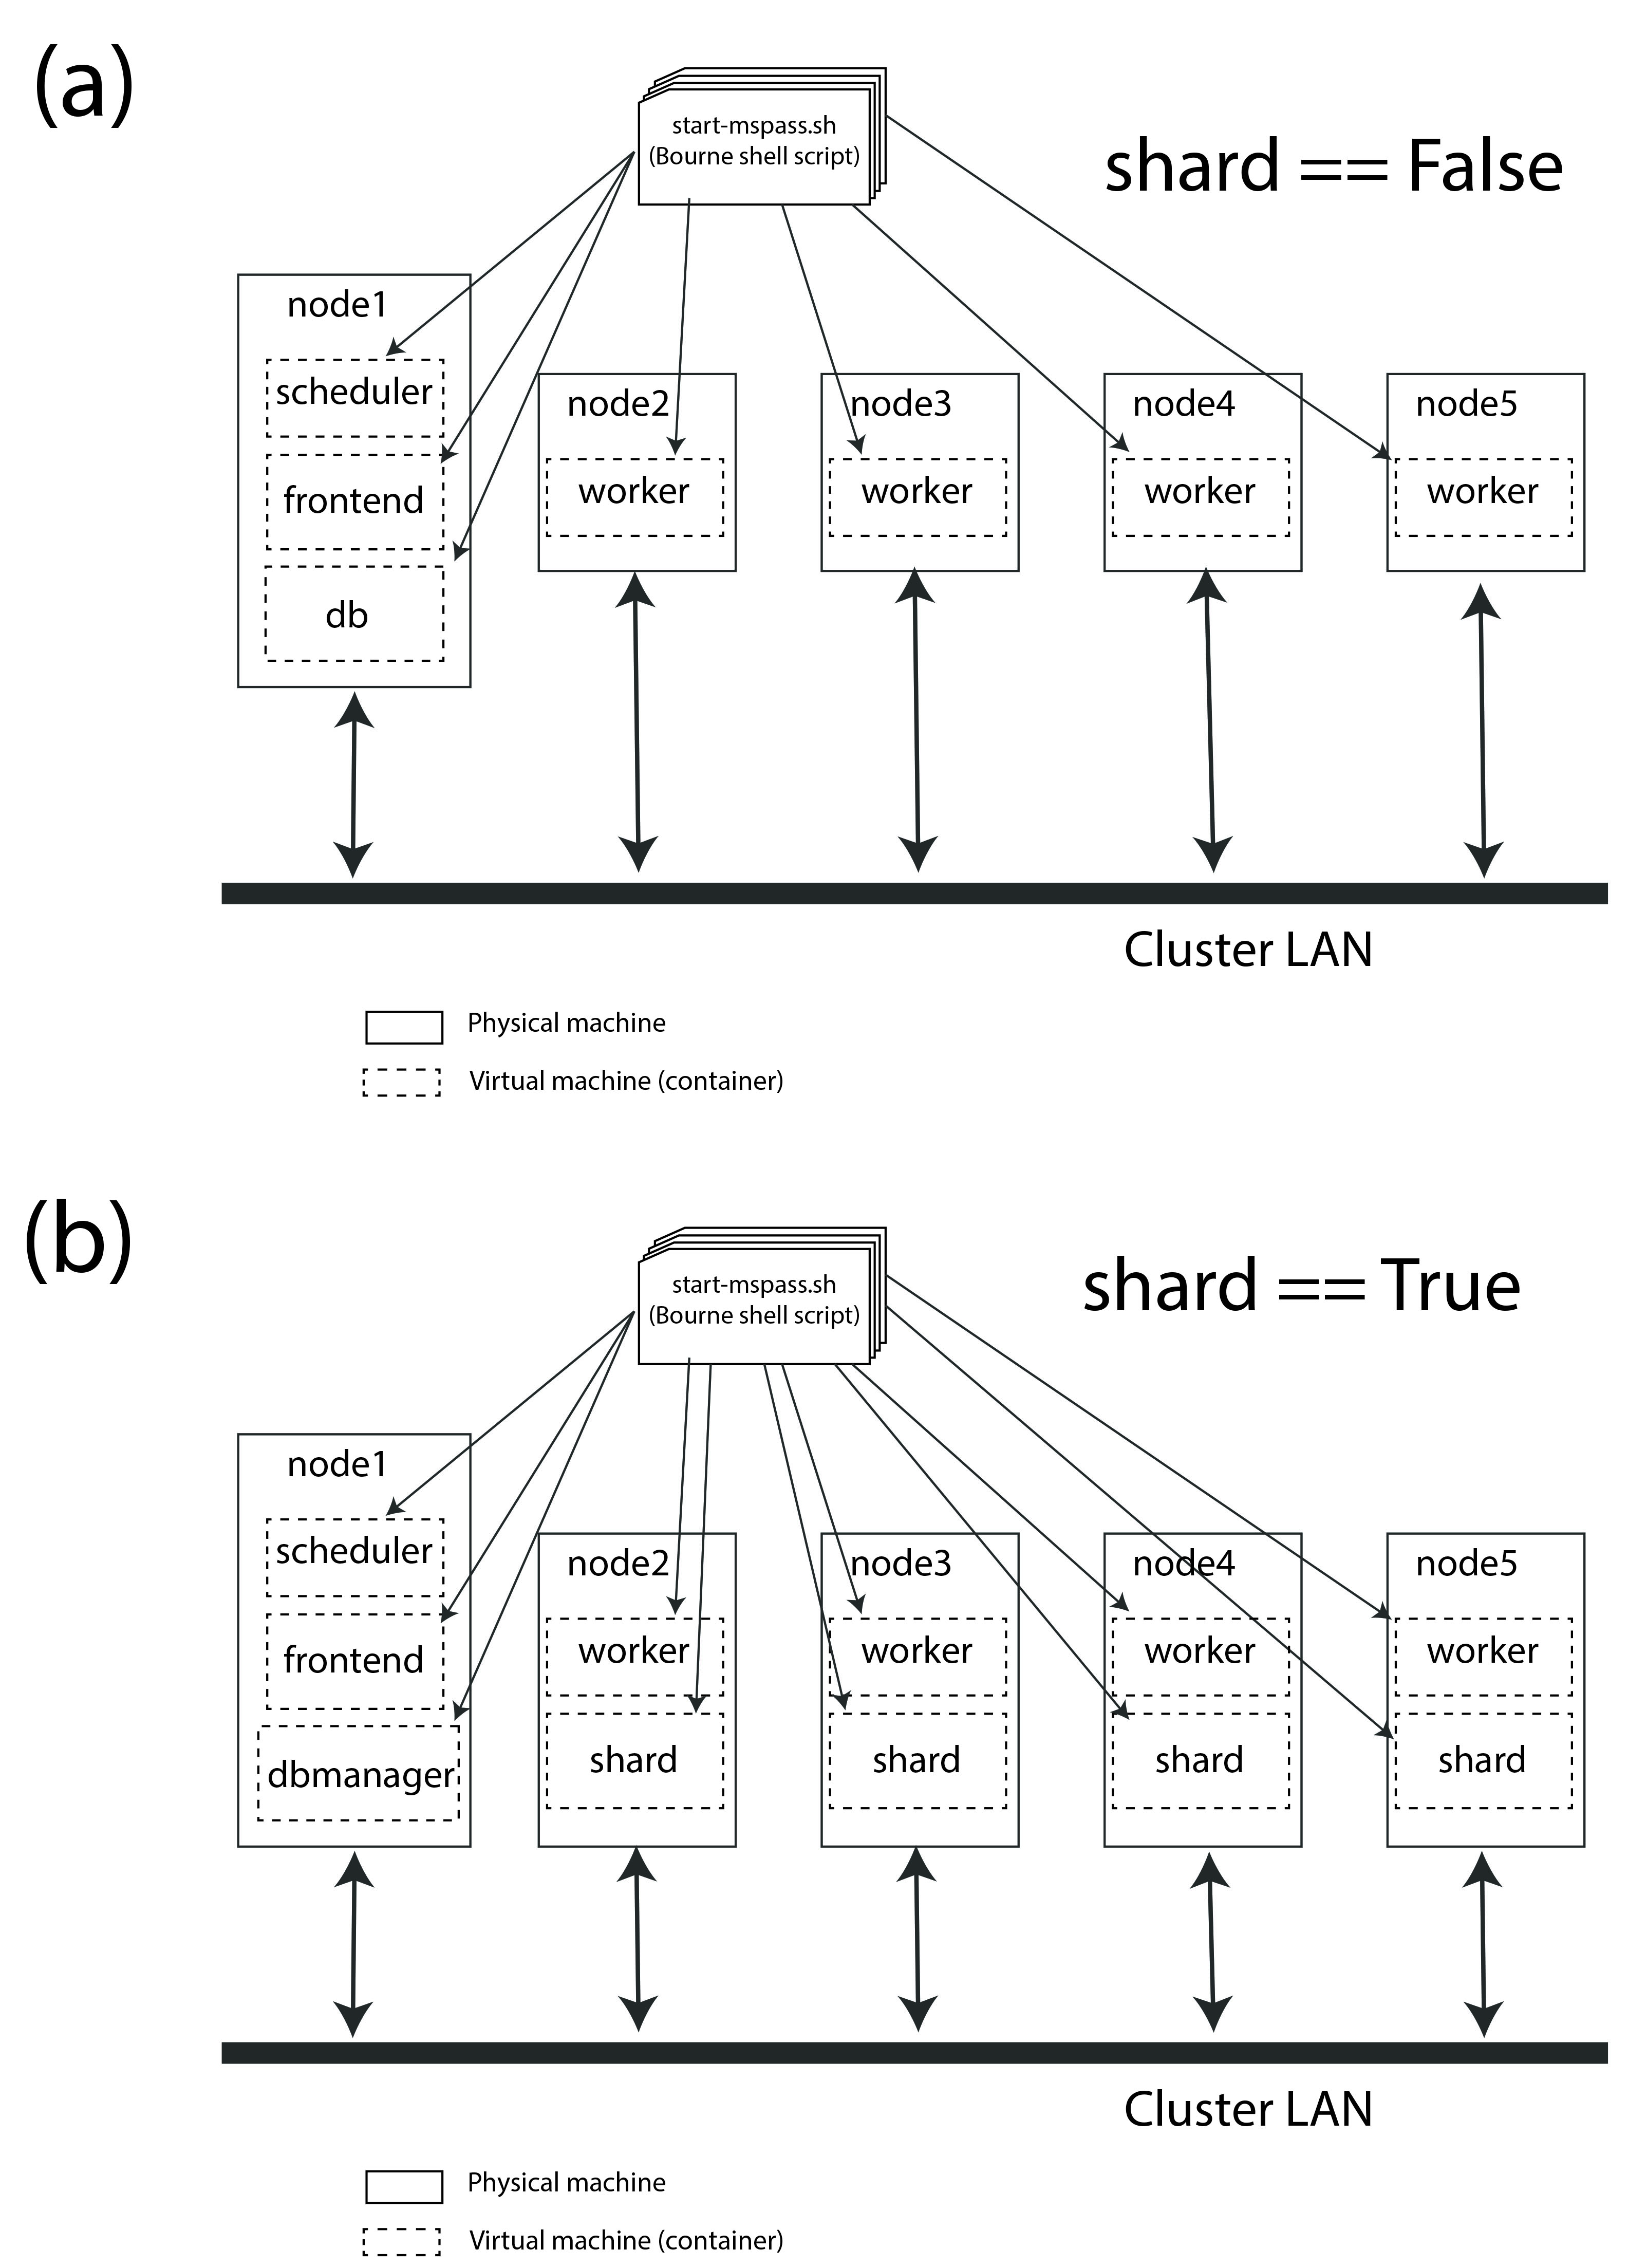 (a)
start-mspass.sh
(Bourne shell script)
shard == False
node1
scheduler
frontend
db
node2
worker
node3
worker
node4
worker
node5
worker
Cluster LAN
Physical machine
Virtual machine (container)
(b)
start-mspass.sh
(Bourne shell script)
shard == True
node1
scheduler
frontend
dbmanager
node2
worker
shard
node3
worker
shard
node4
worker
shard
node5
worker
shard
Cluster LAN
Physical machine
Virtual machine (container)